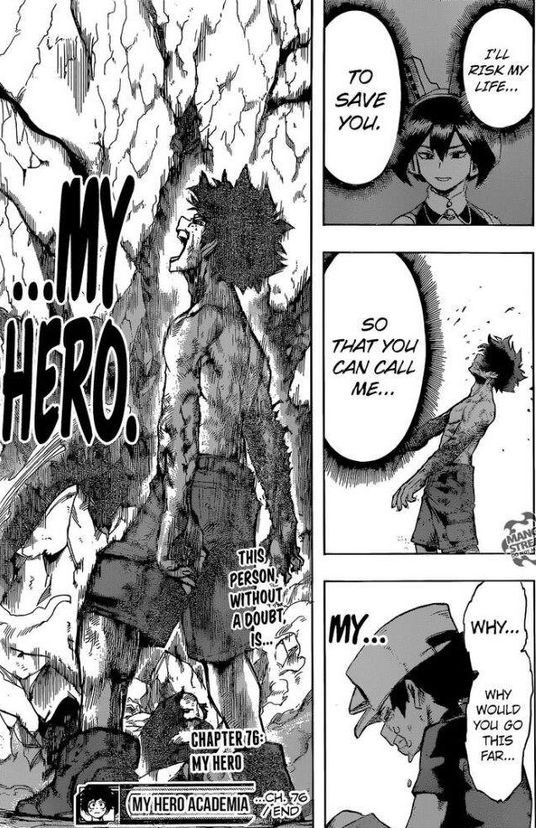 I'LL
RISK MY
LIFE...
TO
SAVE
YOU.
SO
THAT YOU
CAN CALL
ME...
WHY...
WHY
WOULD
YOU GO
THIS
FAR...
MY...
...MY
HERO.
THIS
PERSON,
WITHOUT
A DOUBT,
IS...
CHAPTER 76:
MY HERO
MY HERO ACADEMIA
...CH. 76
/END